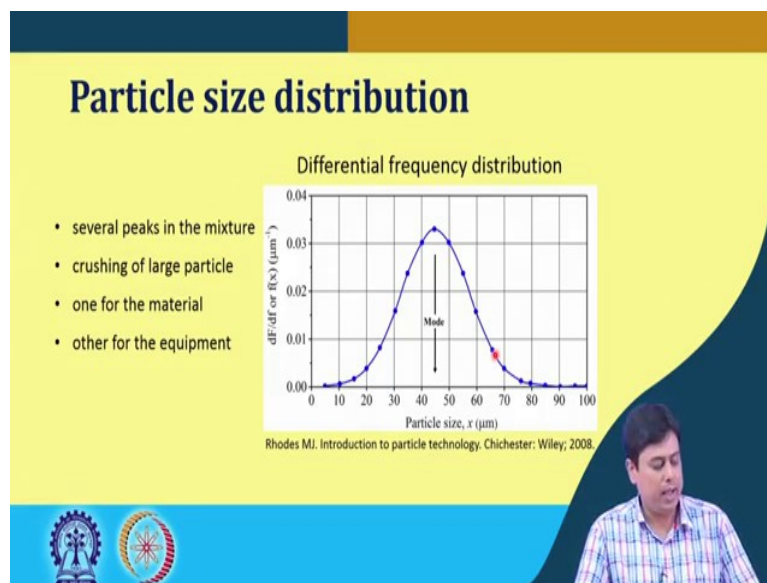 Particle size distribution
Differential frequency distribution
• several peaks in the mixture
• crushing of large particle
• one for the material
• other for the equipment
dF/df or f(x) (µm⁻¹)
0.04
0.03
0.02
0.01
0.00
Mode
0 10 20 30 40 50 60 70 80 90 100
Particle size, x (µm)
Rhodes MJ. Introduction to particle technology. Chichester: Wiley; 2008.